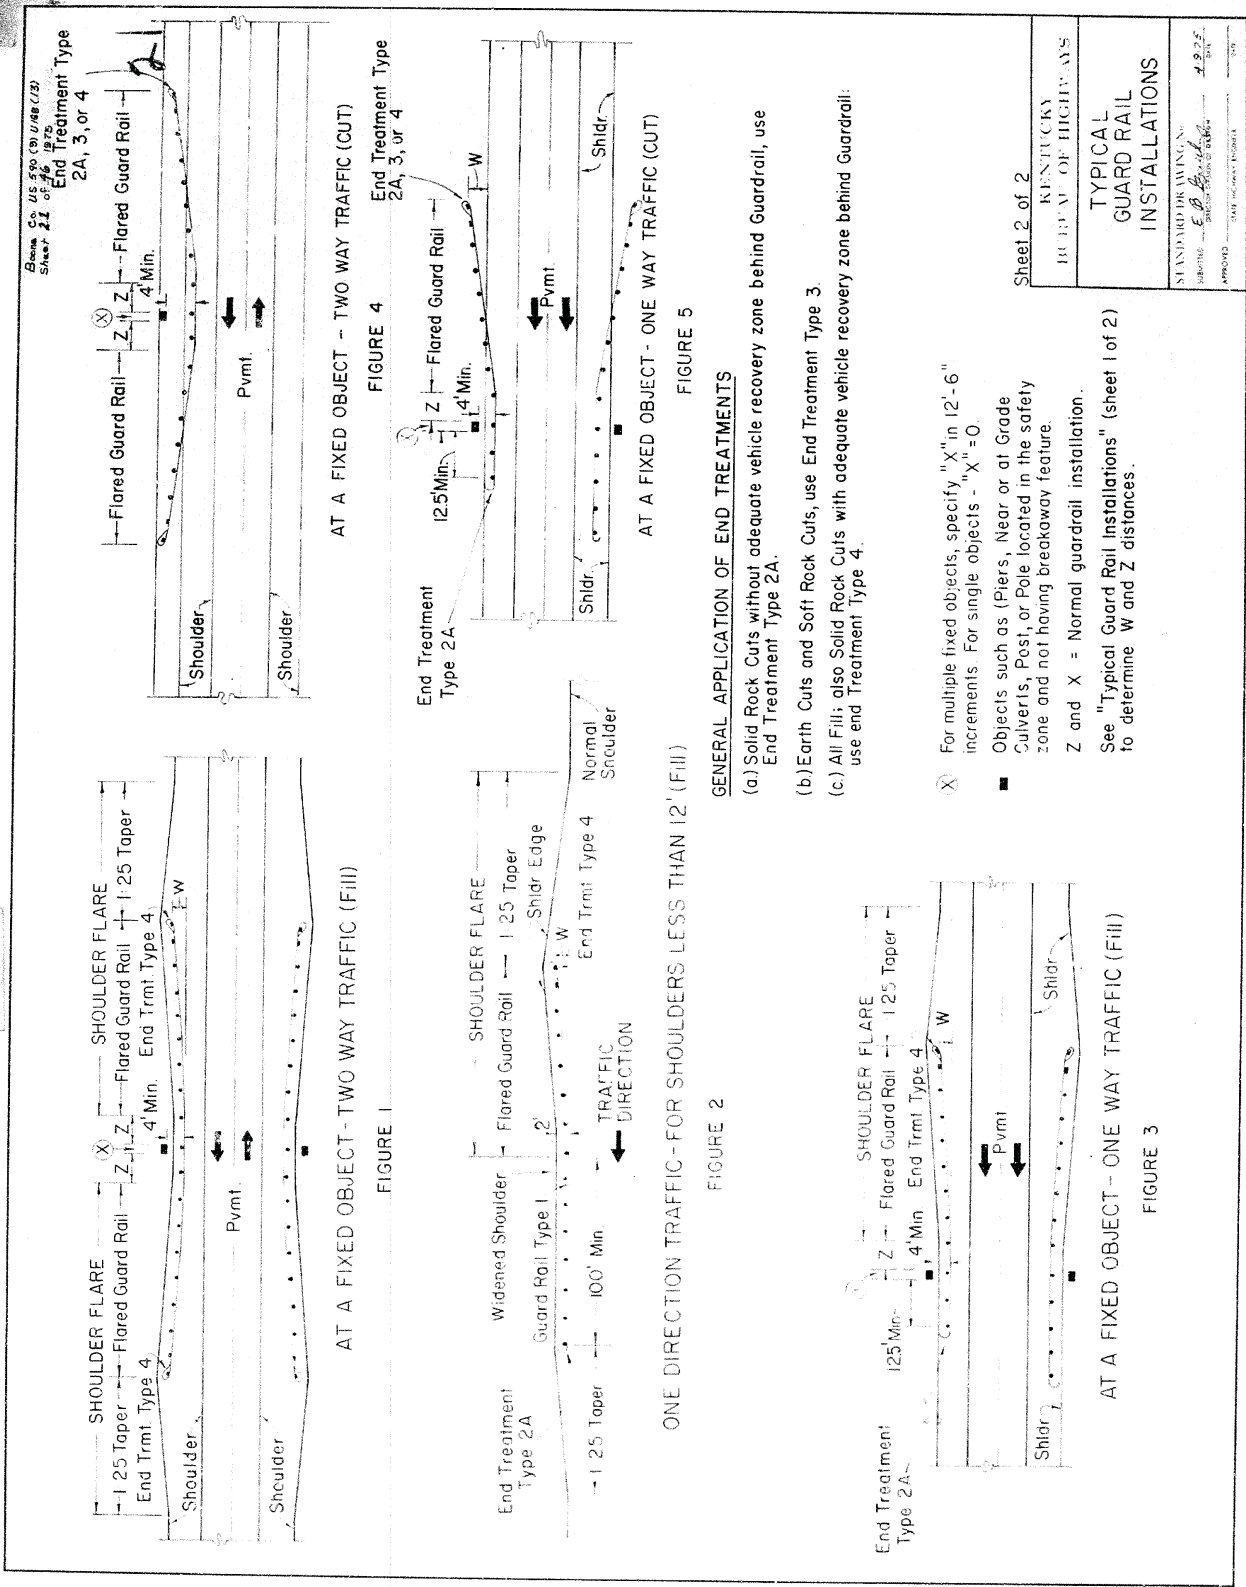 Boone Co. US 590 (9) U18B (13)
Sheet 22 of 46 1975
SHOULDER FLARE
SHOULDER FLARE
1:25 Taper
Flared Guard Rail
Z
X
Z
Flared Guard Rail
1:25 Taper
End Trmt. Type 4
4' Min.
End Trmt. Type 4
W
Shoulder
Pvmt.
Shoulder
AT A FIXED OBJECT - TWO WAY TRAFFIC (Fill)
FIGURE 1
Flared Guard Rail
Z
X
Z
Flared Guard Rail
End Treatment Type
2A, 3, or 4
4' Min.
Shoulder
Pvmt.
Shoulder
AT A FIXED OBJECT - TWO WAY TRAFFIC (CUT)
FIGURE 4
End Treatment
Type 2A
Widened Shoulder
SHOULDER FLARE
Flared Guard Rail
1:25 Taper
Guard Rail Type 1
2'
Shldr Edge
W
1:25 Taper
100' Min.
End Trmt Type 4
Normal
Shoulder
TRAFFIC
DIRECTION
ONE DIRECTION TRAFFIC - FOR SHOULDERS LESS THAN 12' (Fill)
FIGURE 2
End Treatment
Type 2A
12.5' Min.
X
Z
Flared Guard Rail
4' Min.
End Treatment Type
2A, 3, or 4
W
Pvmt
Shldr.
Shldr.
AT A FIXED OBJECT - ONE WAY TRAFFIC (CUT)
FIGURE 5
End Treatment
Type 2A
12.5' Min
X
SHOULDER FLARE
Z
Flared Guard Rail
1:25 Taper
4' Min
End Trmt Type 4
W
Pvmt
Shldr.
Shldr.
AT A FIXED OBJECT - ONE WAY TRAFFIC (Fill)
FIGURE 3
GENERAL APPLICATION OF END TREATMENTS
(a.) Solid Rock Cuts without adequate vehicle recovery zone behind Guardrail, use
End Treatment Type 2A.
(b.) Earth Cuts and Soft Rock Cuts, use End Treatment Type 3.
(c.) All Fill; also Solid Rock Cuts with adequate vehicle recovery zone behind Guardrail:
use end Treatment Type 4.
X For multiple fixed objects, specify "X" in 12'-6"
increments. For single objects - "X" = 0.
Objects such as (Piers, Near or at Grade
Culverts, Post, or Pole located in the safety
zone and not having breakaway feature.
Z and X = Normal guardrail installation.
See "Typical Guard Rail Installations" (sheet 1 of 2)
to determine W and Z distances.
Sheet 2 of 2
KENTUCKY
BUREAU OF HIGHWAYS
TYPICAL
GUARD RAIL
INSTALLATIONS
STANDARD DRAWING No.
SUBMITTED 4-9-75
DIRECTOR DIVISION OF DESIGN DATE
APPROVED
STATE HIGHWAY ENGINEER DATE